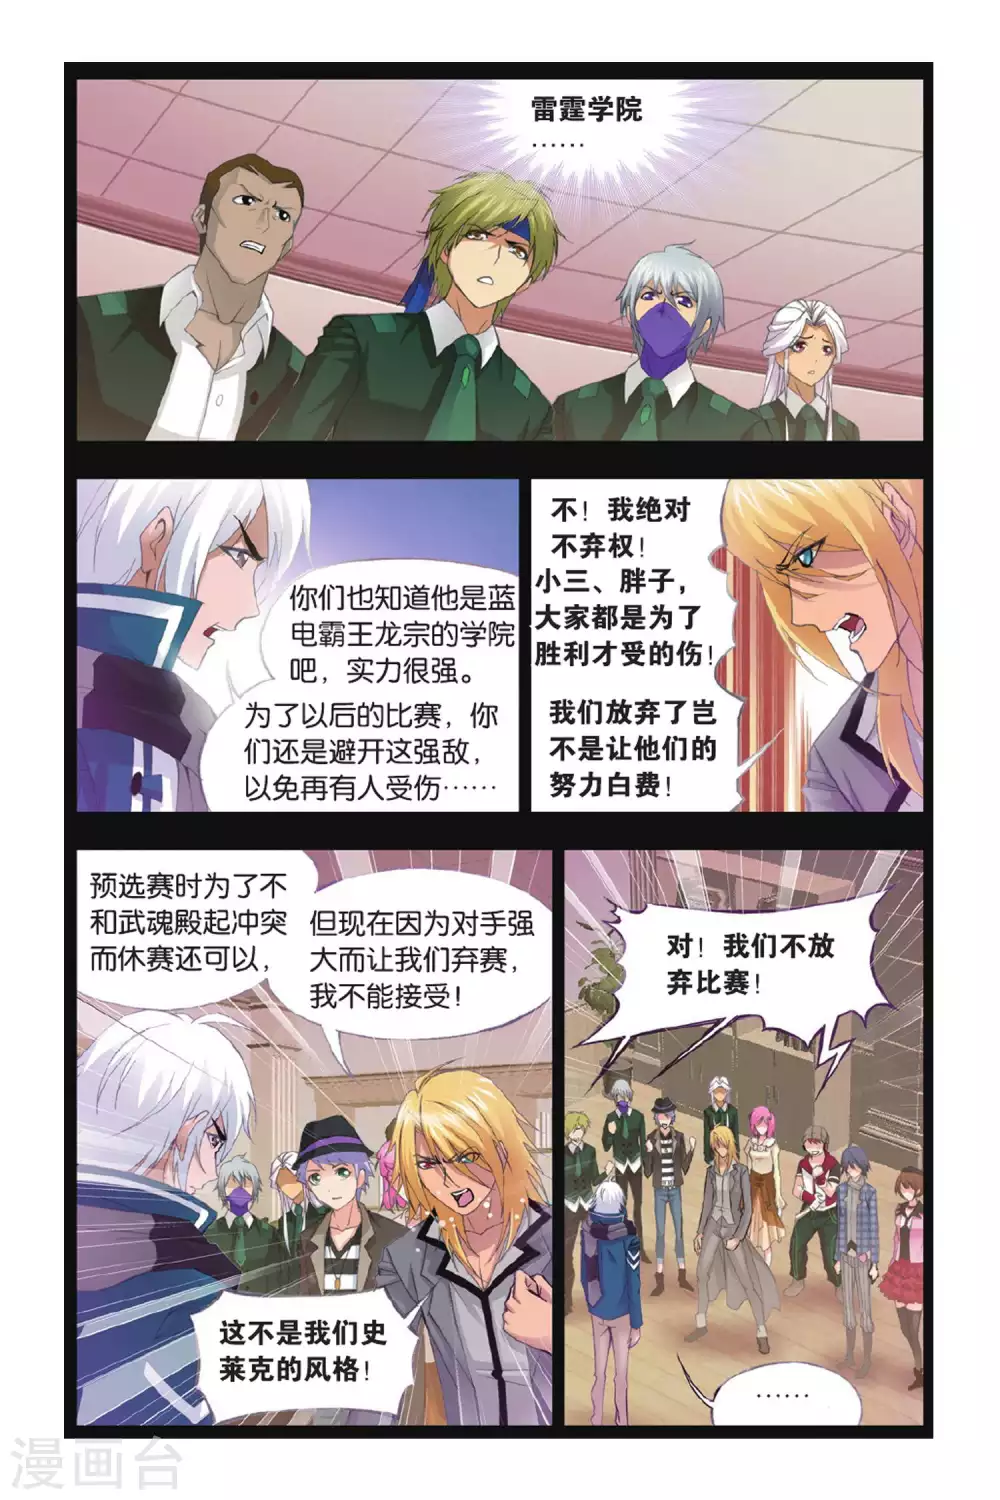 雷霆学院
……
你们也知道他是蓝
电霸王龙宗的学院
吧，实力很强。
为了以后的比赛，你
们还是避开这强敌，
以免再有人受伤……
不！我绝对
不弃权！
小三、胖子，
大家都是为了
胜利才受的伤！
我们放弃了岂
不是让他们的
努力白费！
预选赛时为了不
和武魂殿起冲突
而休赛还可以，
但现在因为对手强
大而让我们弃赛，
我不能接受！
这不是我们史
莱克的风格！
对！我们不放
弃比赛！
……
漫画台